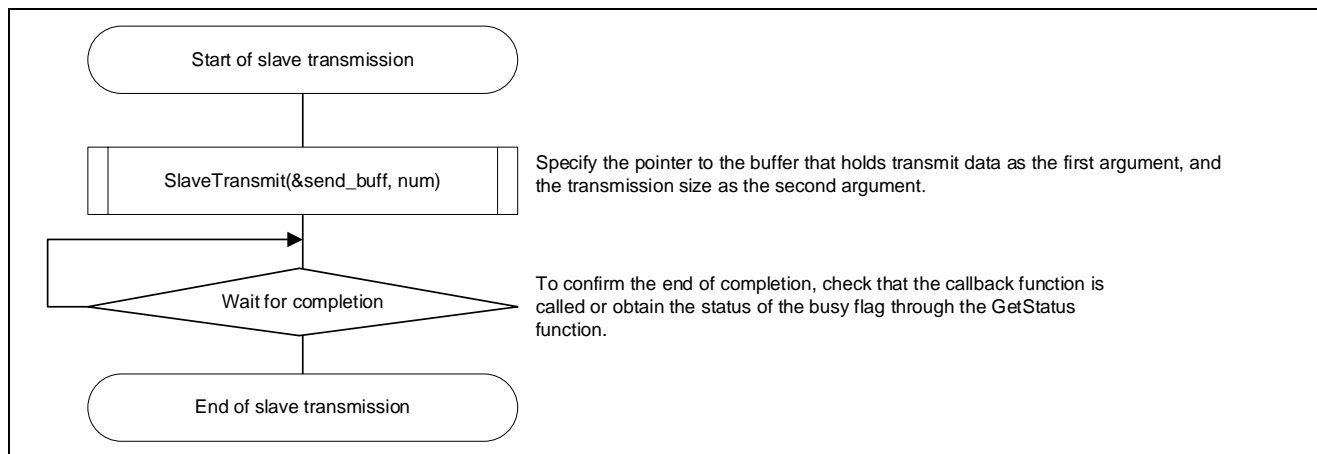 Start of slave transmission
SlaveTransmit(&send_buff, num)
Specify the pointer to the buffer that holds transmit data as the first argument, and
the transmission size as the second argument.
Wait for completion
To confirm the end of completion, check that the callback function is
called or obtain the status of the busy flag through the GetStatus
function.
End of slave transmission